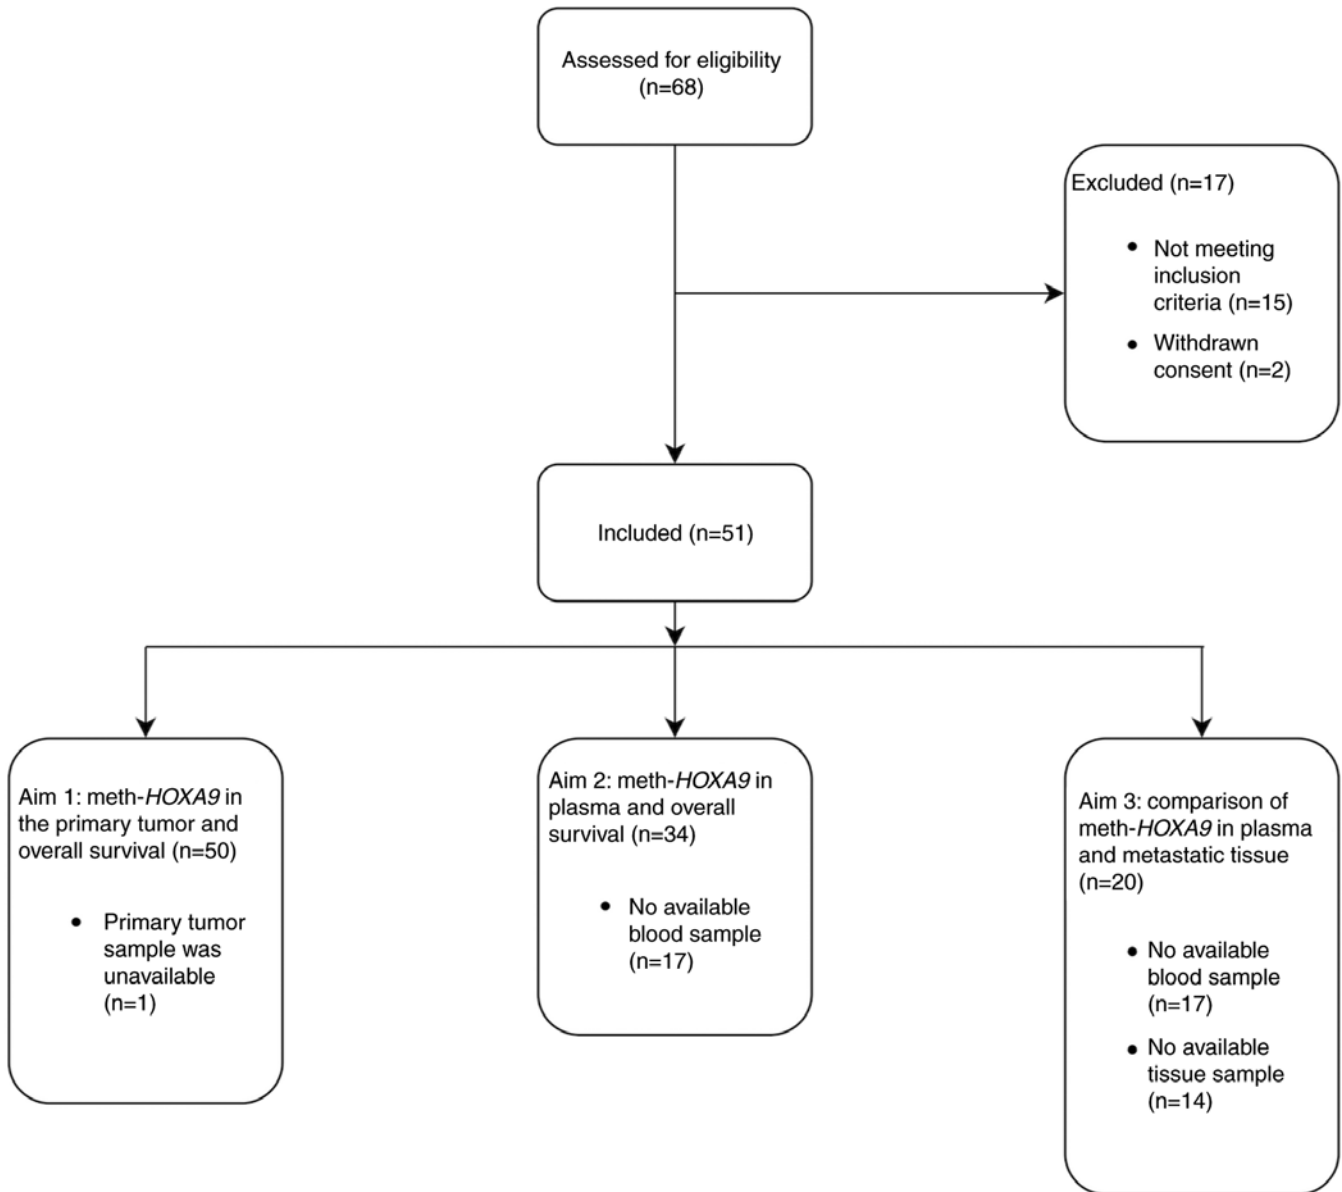 Assessed for eligibility
(n=68)
Excluded (n=17)
• Not meeting
inclusion
criteria (n=15)
• Withdrawn
consent (n=2)
Included (n=51)
Aim 1: meth-HOXA9 in
the primary tumor and
overall survival (n=50)
• Primary tumor
sample was
unavailable
(n=1)
Aim 2: meth-HOXA9 in
plasma and overall
survival (n=34)
• No available
blood sample
(n=17)
Aim 3: comparison of
meth-HOXA9 in plasma
and metastatic tissue
(n=20)
• No available
blood sample
(n=17)
• No available
tissue sample
(n=14)